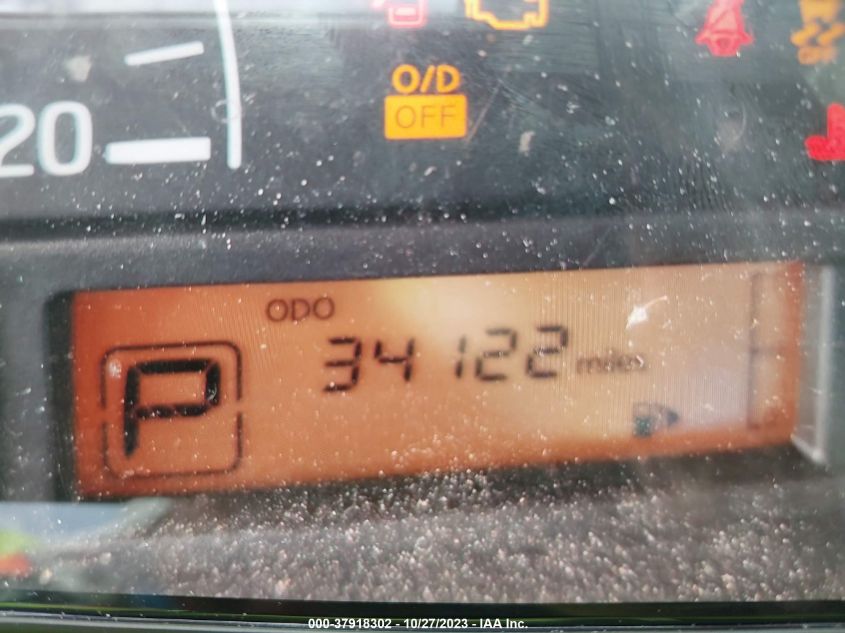 O/D
OFF
20
ODO
34122 miles
P
000-37918302 - 10/27/2023 - IAA Inc.